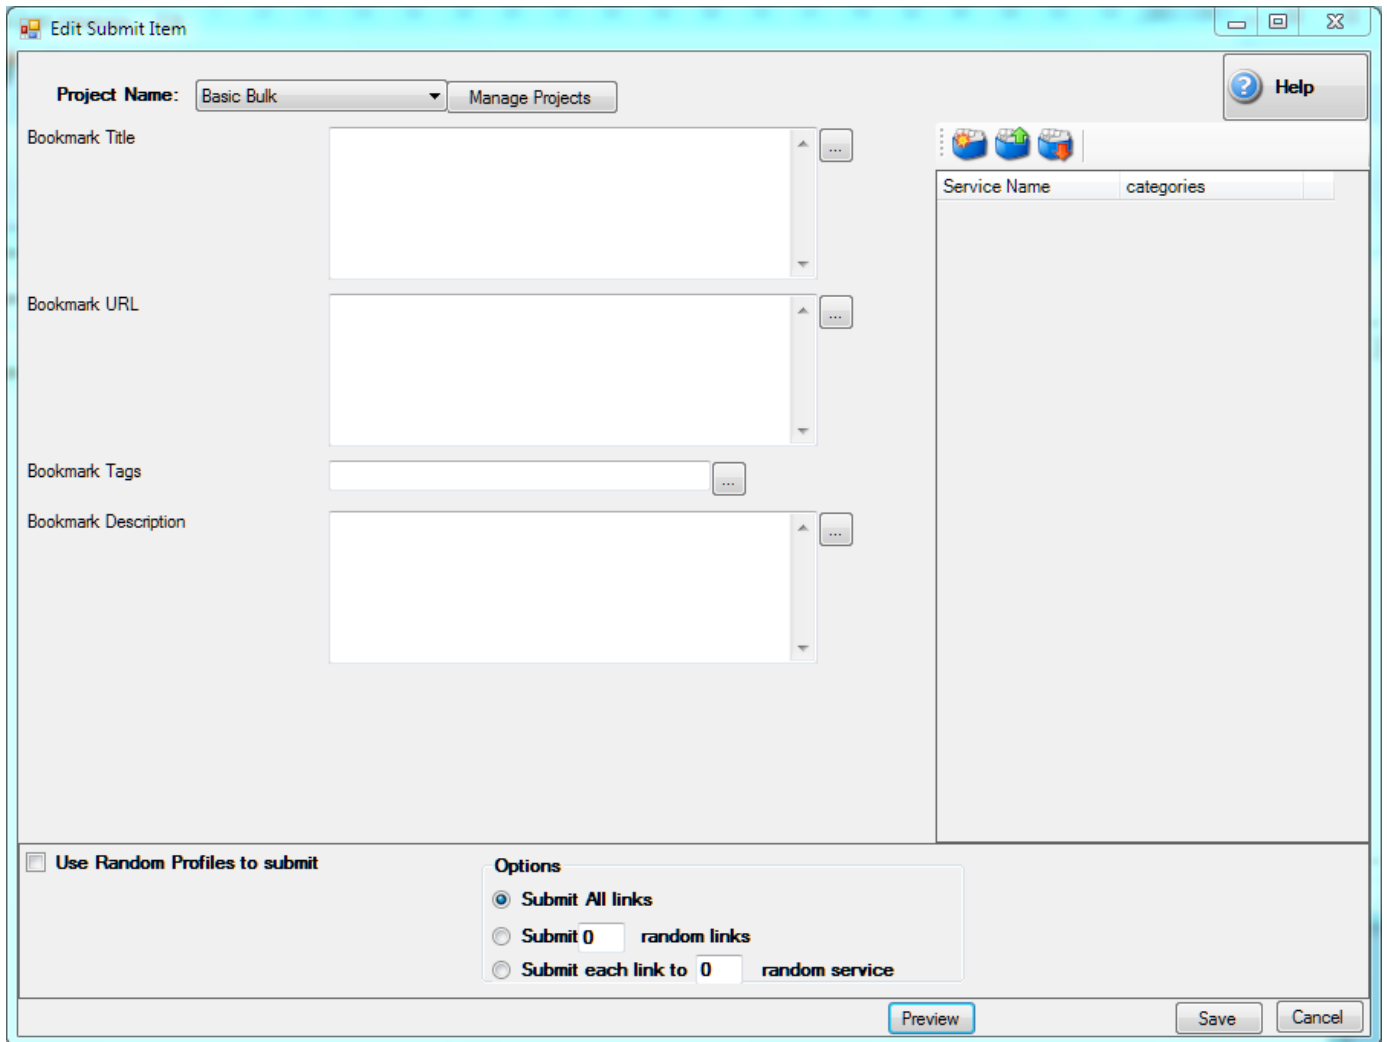 Edit Submit Item
Project Name: Basic Bulk Manage Projects
Help
Bookmark Title ...
Service Name categories
Bookmark URL ...
Bookmark Tags ...
Bookmark Description ...
Use Random Profiles to submit
Options
Submit All links
Submit 0 random links
Submit each link to 0 random service
Preview Save Cancel